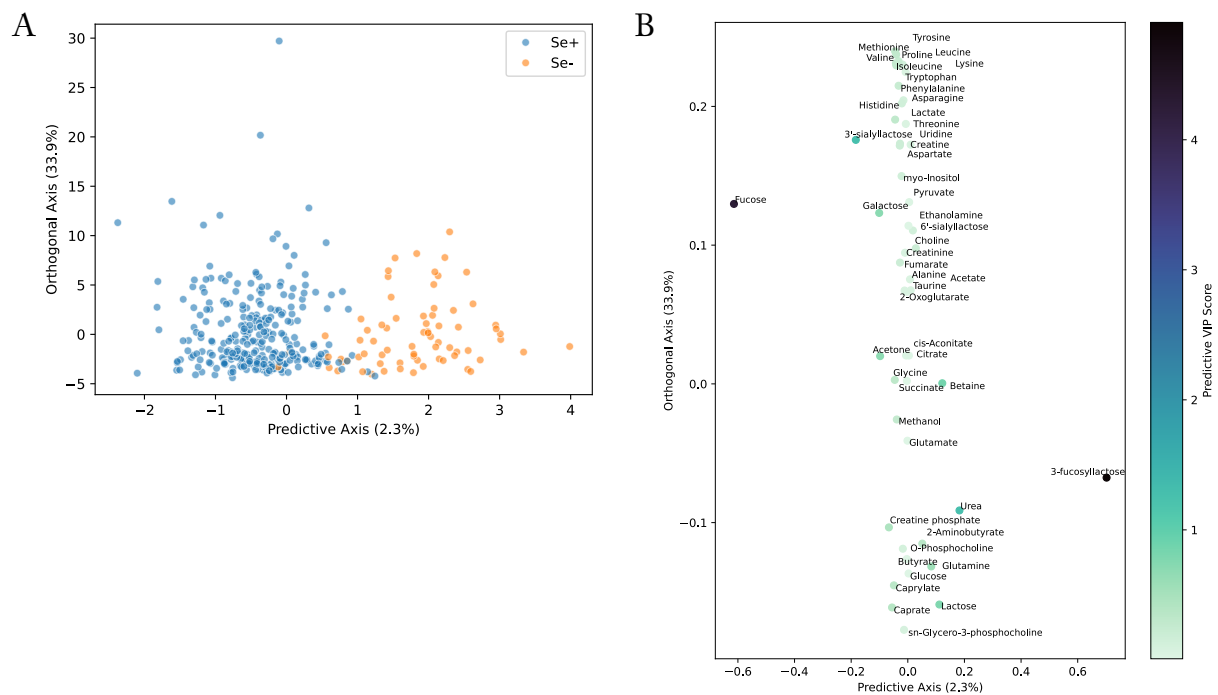 A
30
25
20
15
10
5
0
−5
Orthogonal Axis (33.9%)
−2
−1
0
1
2
3
4
Predictive Axis (2.3%)
Se+
Se-
B
0.2
0.1
0.0
−0.1
Orthogonal Axis (33.9%)
Tyrosine
Methionine
Proline
Leucine
Valine
Isoleucine
Lysine
Tryptophan
Phenylalanine
Asparagine
Histidine
Lactate
Threonine
3'-sialyllactose
Uridine
Creatine
Aspartate
myo-Inositol
Pyruvate
Fucose
Galactose
Ethanolamine
6'-sialyllactose
Choline
Creatinine
Fumarate
Alanine
Acetate
Taurine
2-Oxoglutarate
cis-Aconitate
Acetone
Citrate
Glycine
Succinate
Betaine
Methanol
Glutamate
3-fucosyllactose
Urea
Creatine phosphate
2-Aminobutyrate
O-Phosphocholine
Butyrate
Glutamine
Glucose
Caprylate
Caprate
Lactose
sn-Glycero-3-phosphocholine
−0.6
−0.4
−0.2
0.0
0.2
0.4
0.6
Predictive Axis (2.3%)
4
3
2
1
Predictive VIP Score